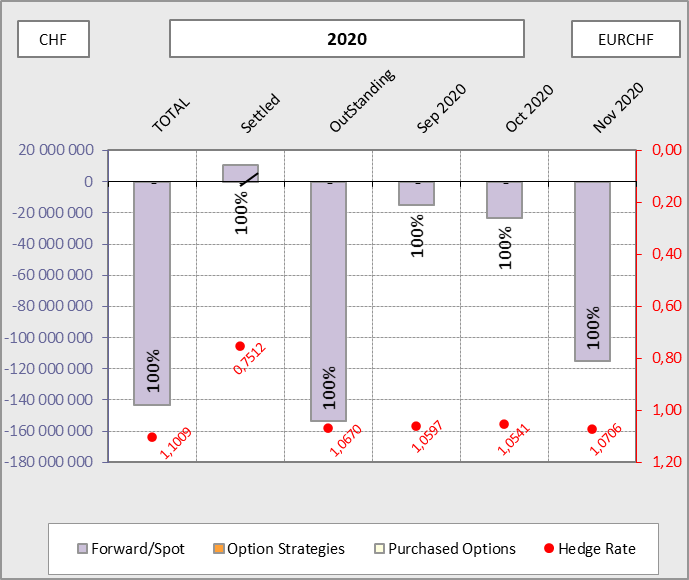 CHF
2020
EURCHF
TOTAL
Settled
OutStanding
Sep 2020
Oct 2020
Nov 2020
20 000 000
0
-20 000 000
-40 000 000
-60 000 000
-80 000 000
-100 000 000
-120 000 000
-140 000 000
-160 000 000
-180 000 000
100%
100%
100%
100%
100%
100%
1,1009
0,7512
1,0670
1,0597
1,0541
1,0706
0,00
0,20
0,40
0,60
0,80
1,00
1,20
Forward/Spot
Option Strategies
Purchased Options
Hedge Rate